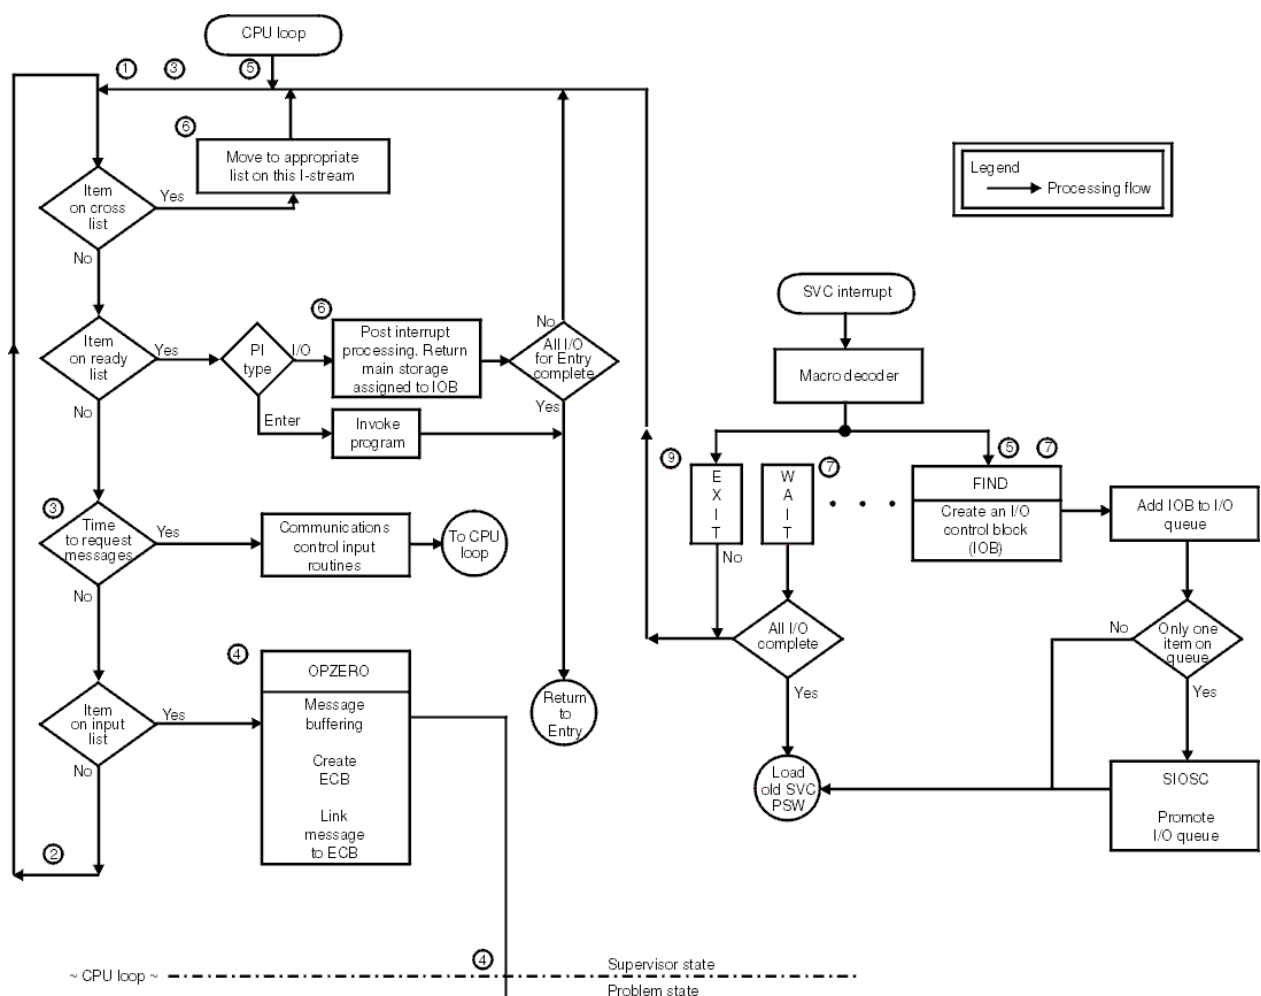 CPU loop
1
3
5
6
Move to appropriate
list on this I-stream
Item
on cross
list
Yes
No
Legend
Processing flow
SVC interrupt
Macro decoder
6
Item
on ready
list
Yes
No
PI
type
I/O
Enter
Post interrupt
processing. Return
main storage
assigned to IOB
No
All I/O
for Entry
complete
Yes
Invoke
program
9
E
X
I
T
No
W
A
I
T
7
. . .
5
7
FIND
Create an I/O
control block
(IOB)
Add IOB to I/O
queue
3
Time
to request
messages
Yes
No
Communications
control input
routines
To CPU
loop
All I/O
complete
Yes
No
Only one
item on
queue
Yes
4
OPZERO
Message
buffering
Create
ECB
Link
message
to ECB
Item
on input
list
Yes
No
Return
to
Entry
Load
old SVC
PSW
SIOSC
Promote
I/O queue
2
4
~ CPU loop ~
Supervisor state
Problem state